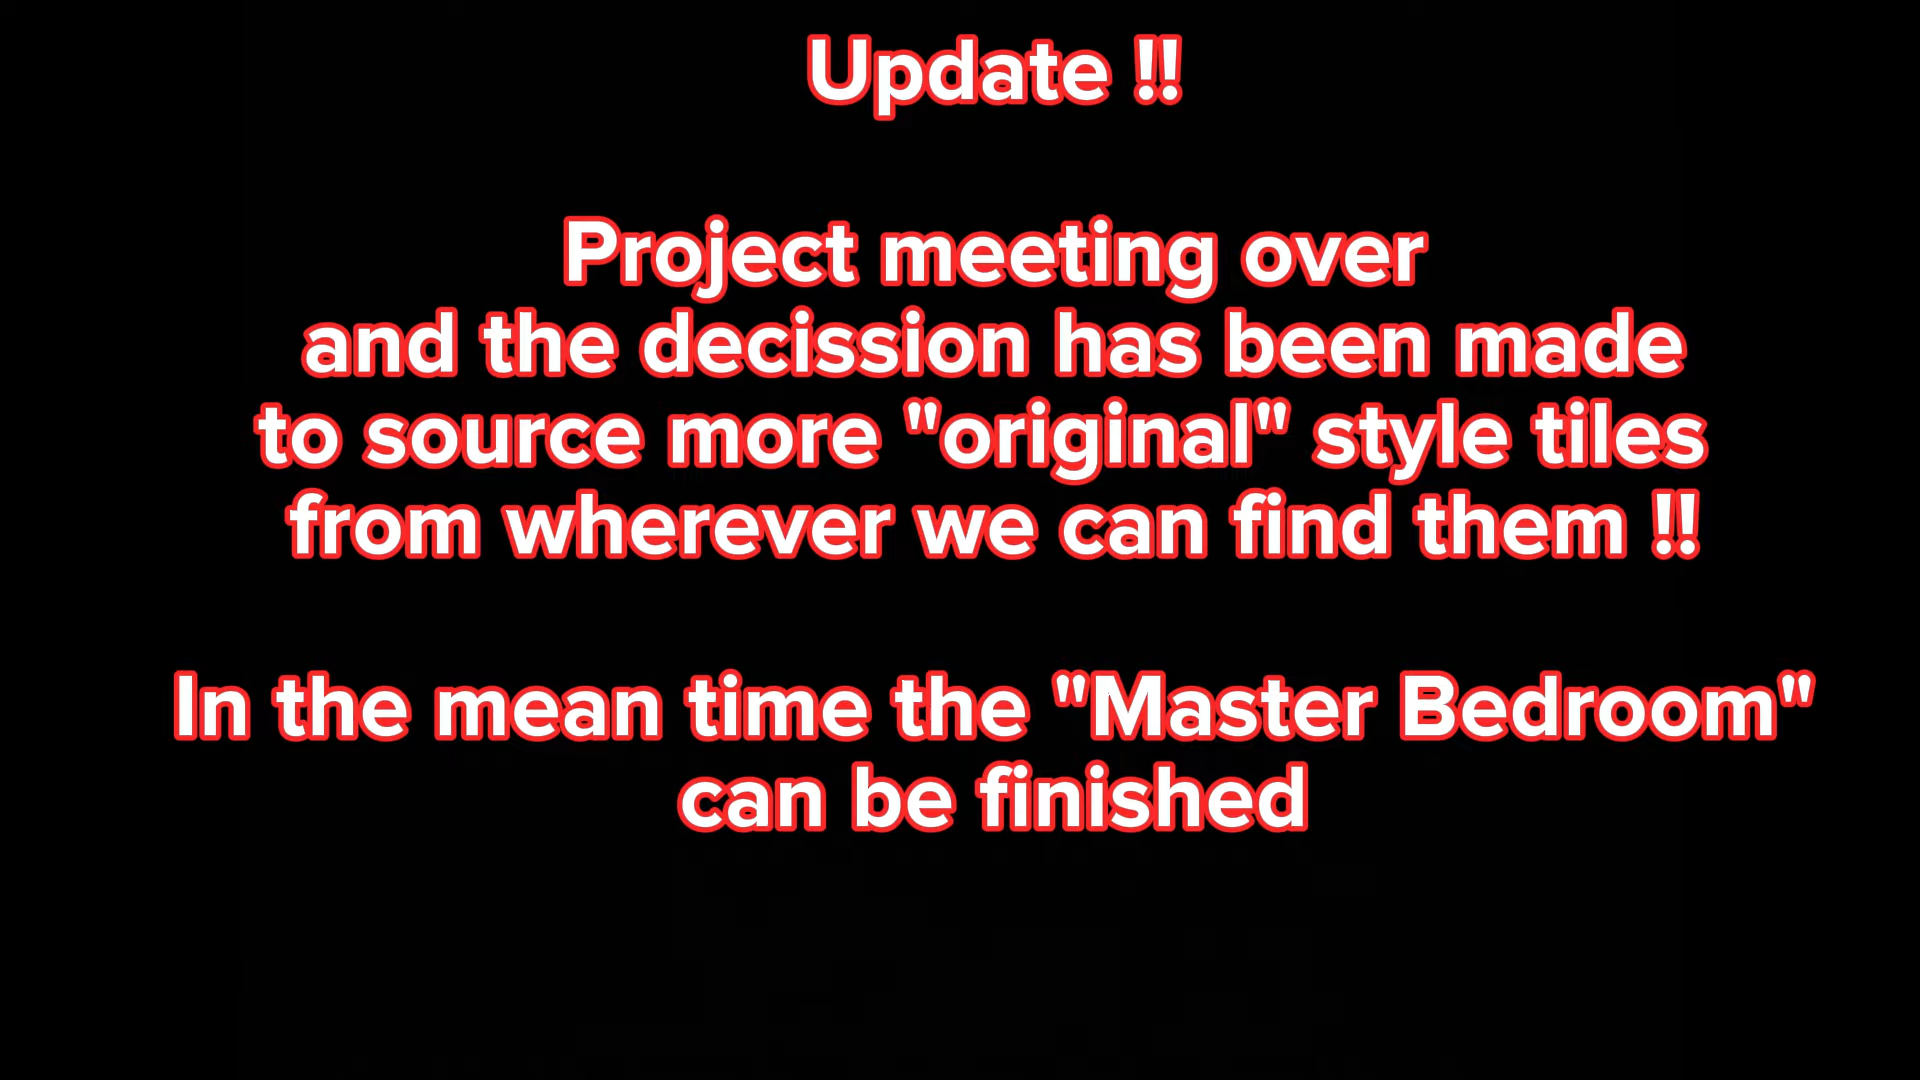 Update !!
Project meeting over
and the decission has been made
to source more "original" style tiles
from wherever we can find them !!
In the mean time the "Master Bedroom"
can be finished